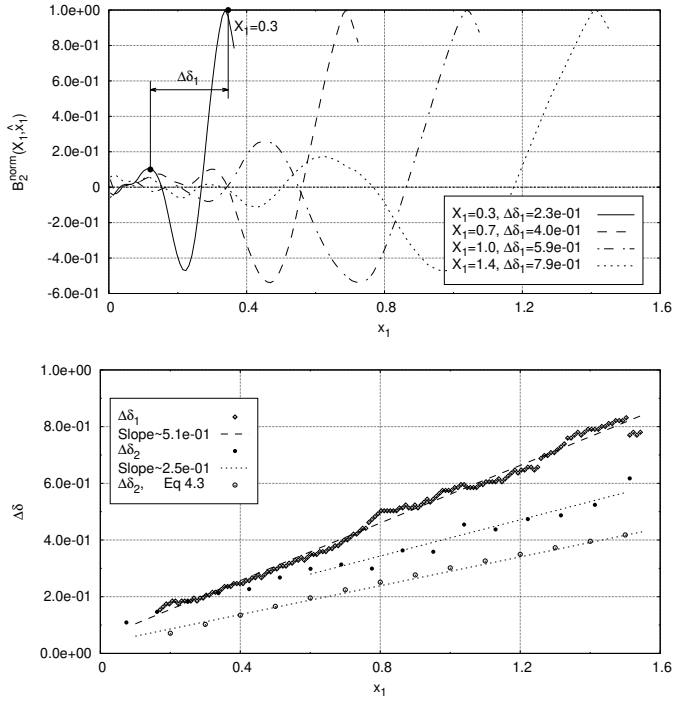 1.0e+00
8.0e-01
6.0e-01
4.0e-01
2.0e-01
0
-2.0e-01
-4.0e-01
-6.0e-01
B₂ⁿᵒʳᵐ(X₁,x̂₁)
X₁=0.3
Δδ₁
X₁=0.3, Δδ₁=2.3e-01
X₁=0.7, Δδ₁=4.0e-01
X₁=1.0, Δδ₁=5.9e-01
X₁=1.4, Δδ₁=7.9e-01
0 0.4 0.8 1.2 1.6
x₁
1.0e+00
8.0e-01
6.0e-01
4.0e-01
2.0e-01
0.0e+00
Δδ
Δδ₁
Slope~5.1e-01
Δδ₂
Slope~2.5e-01
Δδ₂, Eq 4.3
0 0.4 0.8 1.2 1.6
x₁